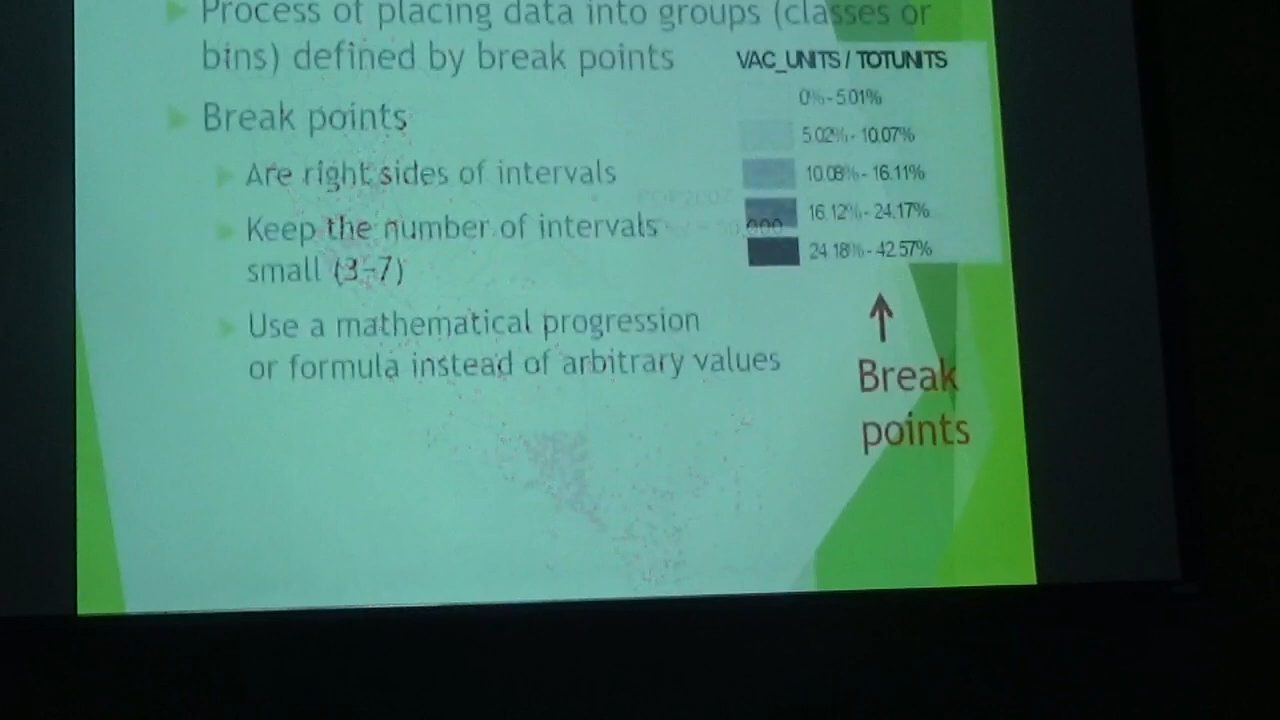 Process of placing data into groups (classes or
bins) defined by break points
Break points
Are right sides of intervals
Keep the number of intervals
small (3-7)
Use a mathematical progression
or formula instead of arbitrary values
VAC_UNITS / TOTUNITS
0% - 5.01%
5.02% - 10.07%
10.08% - 16.11%
16.12% - 24.17%
24.18% - 42.57%
Break
points